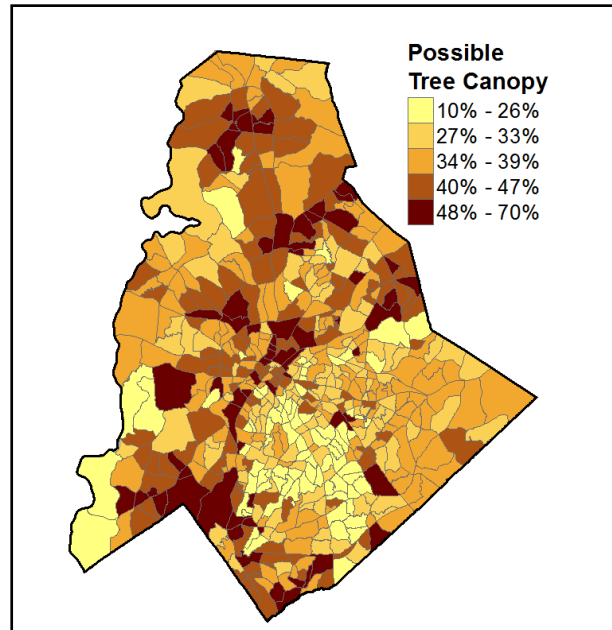 Possible
Tree Canopy
10% - 26%
27% - 33%
34% - 39%
40% - 47%
48% - 70%